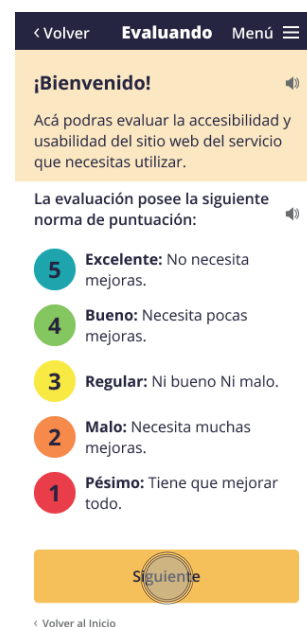 < Volver Evaluando Menú
¡Bienvenido!
Acá podras evaluar la accesibilidad y
usabilidad del sitio web del servicio
que necesitas utilizar.
La evaluación posee la siguiente
norma de puntuación:
5 Excelente: No necesita
mejoras.
4 Bueno: Necesita pocas
mejoras.
3 Regular: Ni bueno Ni malo.
2 Malo: Necesita muchas
mejoras.
1 Pésimo: Tiene que mejorar
todo.
Siguiente
< Volver al Inicio